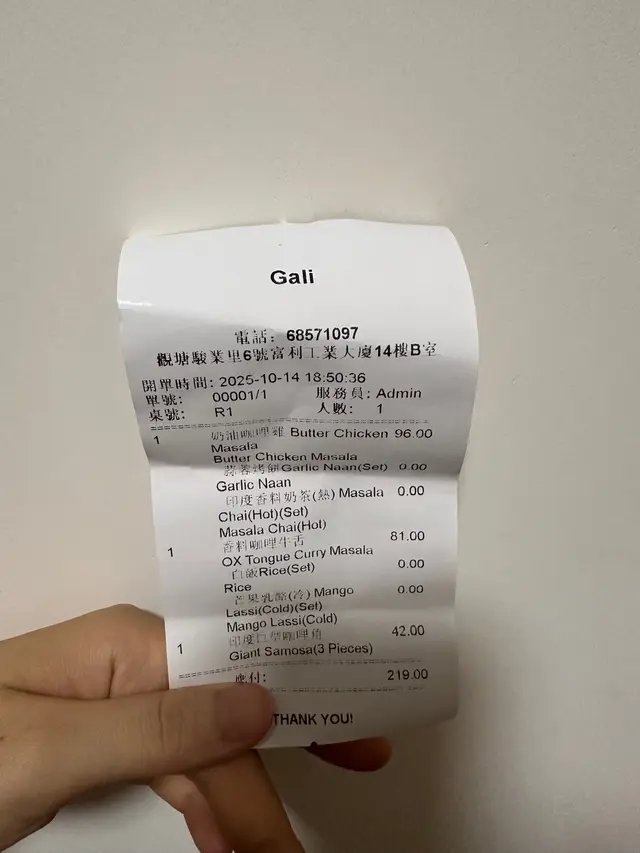 Gali
電話: 68571097
觀塘駿業里6號富利工業大廈14樓B室
開單時間: 2025-10-14 18:50:36
單號: 00001/1 服務員: Admin
桌號: R1 人數: 1
1 奶油咖哩雞 Butter Chicken 96.00
Masala
Butter Chicken Masala
蒜蓉烤餅Garlic Naan(Set) 0.00
Garlic Naan
印度香料奶茶(熱) Masala 0.00
Chai(Hot)(Set)
Masala Chai(Hot)
1 香料咖哩牛舌 81.00
OX Tongue Curry Masala
白飯Rice(Set) 0.00
Rice
芒果乳酪(冷) Mango 0.00
Lassi(Cold)(Set)
Mango Lassi(Cold)
1 印度巨型咖哩角 42.00
Giant Samosa(3 Pieces)
應付: 219.00
THANK YOU!